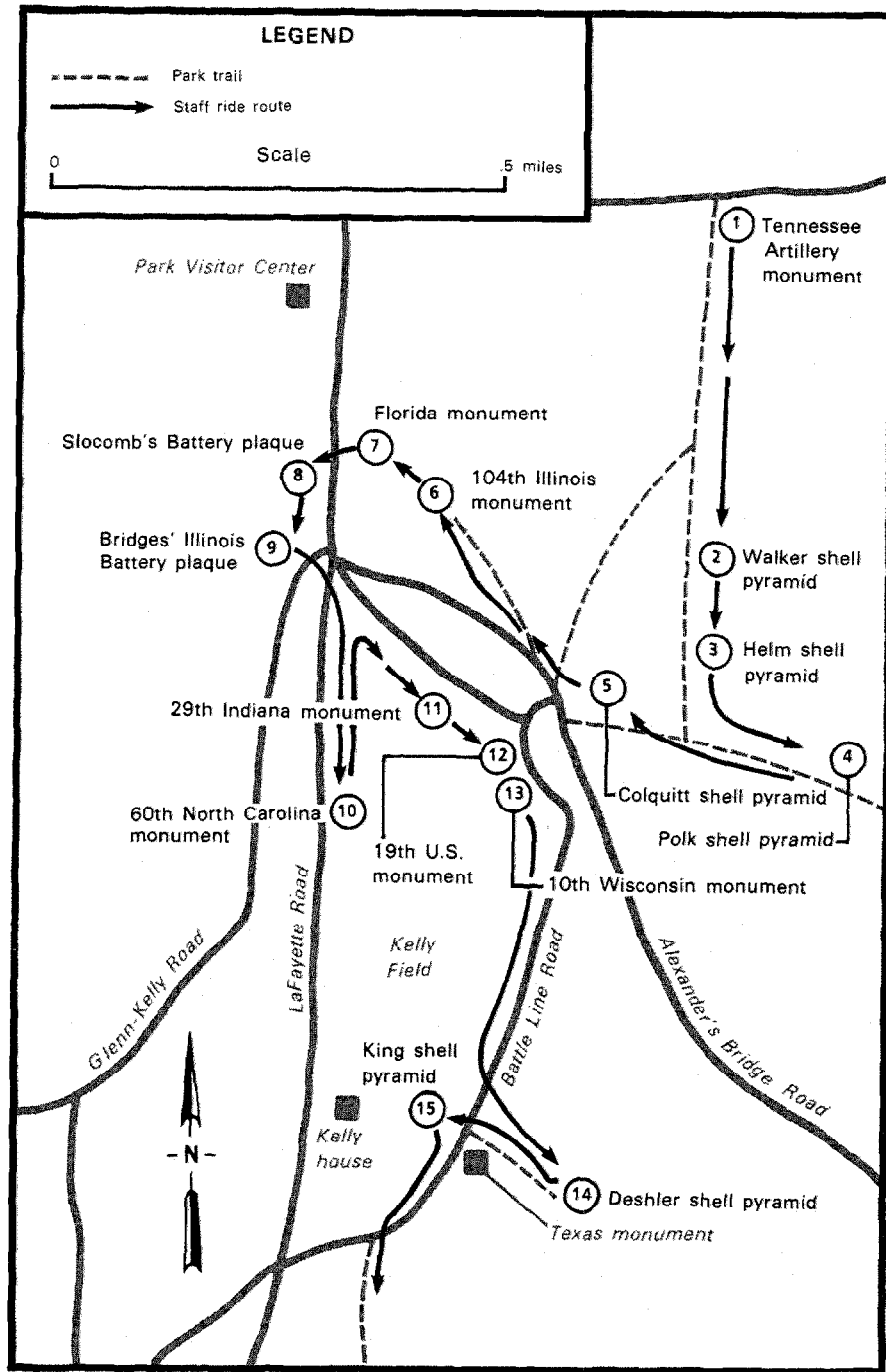 LEGEND
Park trail
Staff ride route
Scale
0
.5 miles
1
Tennessee
Artillery
monument
Park Visitor Center
Florida monument
7
Slocomb's Battery plaque
8
6
104th Illinois
monument
Bridges' Illinois
Battery plaque
9
2
Walker shell
pyramid
3
Helm shell
pyramid
5
29th Indiana monument
11
4
12
13
Colquitt shell pyramid
60th North Carolina
monument
10
Polk shell pyramid
19th U.S.
monument
10th Wisconsin monument
LaFayette Road
Kelly
Field
Glenn-Kelly Road
Battle Line Road
Alexander's Bridge Road
King shell
pyramid
15
- N -
Kelly
house
14
Deshler shell pyramid
Texas monument